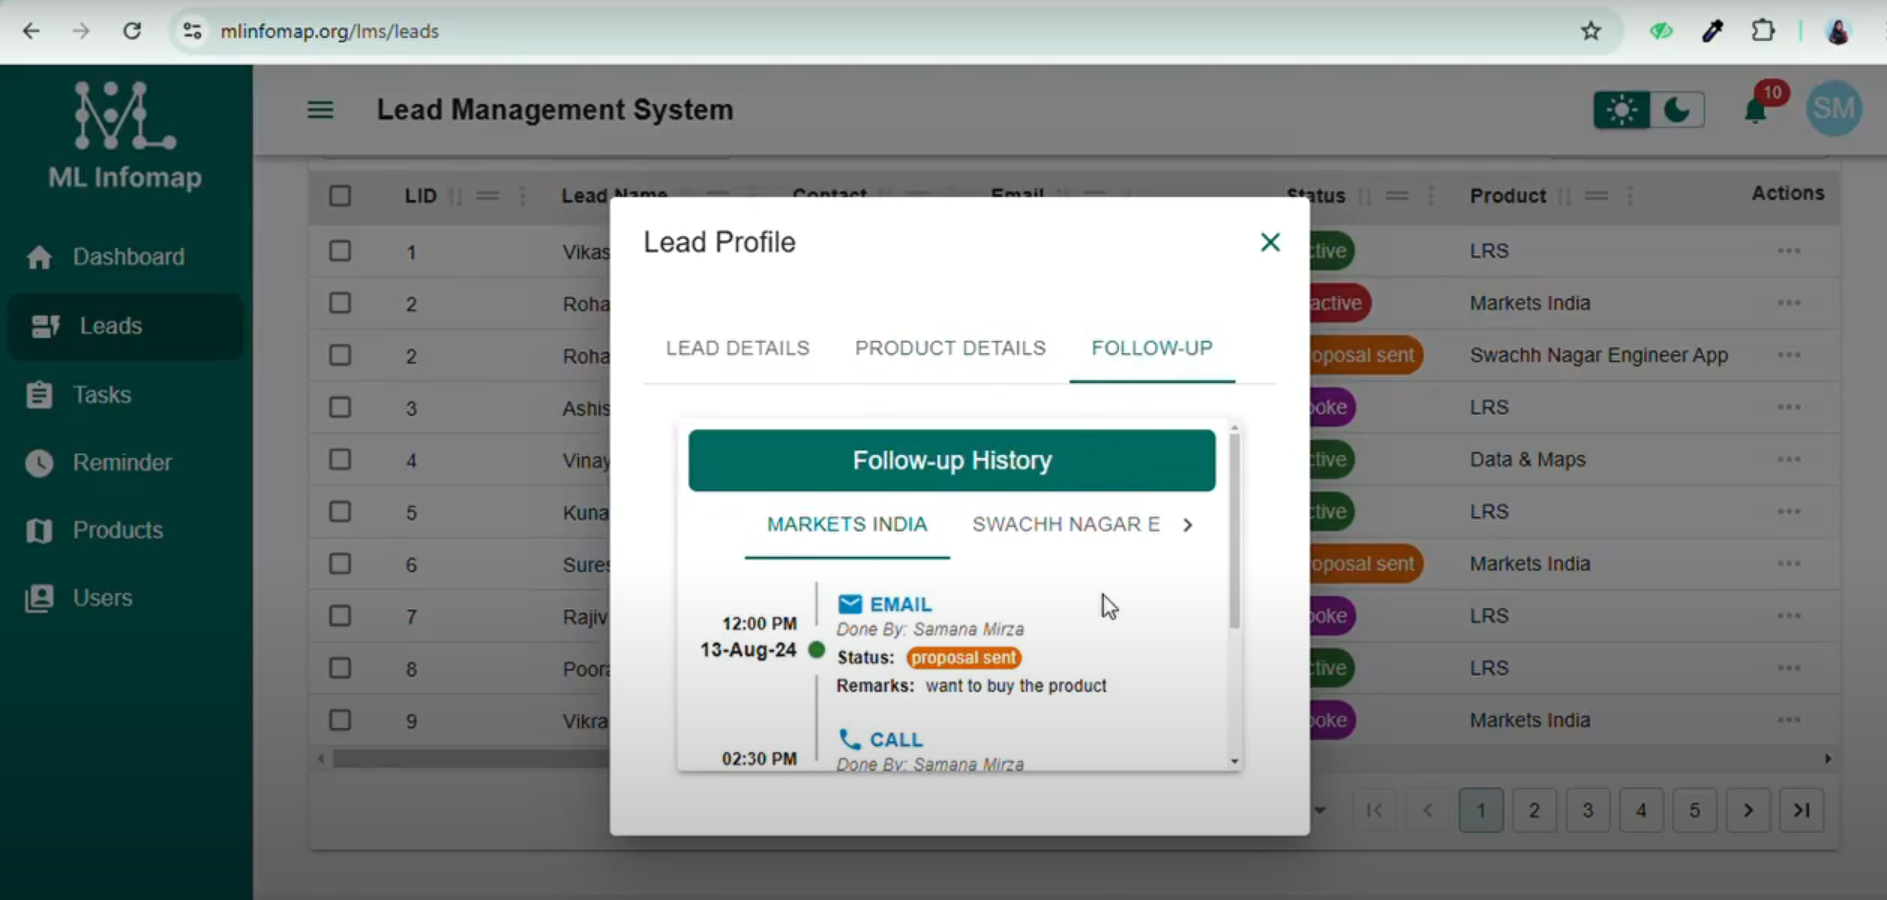 mlinfomap.org/lms/leads
ML Infomap
Lead Management System
10
SM
Dashboard
Leads
Tasks
Reminder
Products
Users
LID Lead Name Contact Email Status Product Actions
1 Vikas tive LRS
2 Roha active Markets India
2 Roha oposal sent Swachh Nagar Engineer App
3 Ashis oke LRS
4 Vinay tive Data & Maps
5 Kuna tive LRS
6 Sures oposal sent Markets India
7 Rajiv oke LRS
8 Poora tive LRS
9 Vikra oke Markets India
1 2 3 4 5
Lead Profile
LEAD DETAILS PRODUCT DETAILS FOLLOW-UP
Follow-up History
MARKETS INDIA SWACHH NAGAR E
12:00 PM
13-Aug-24
EMAIL
Done By: Samana Mirza
Status: proposal sent
Remarks: want to buy the product
02:30 PM
CALL
Done By: Samana Mirza